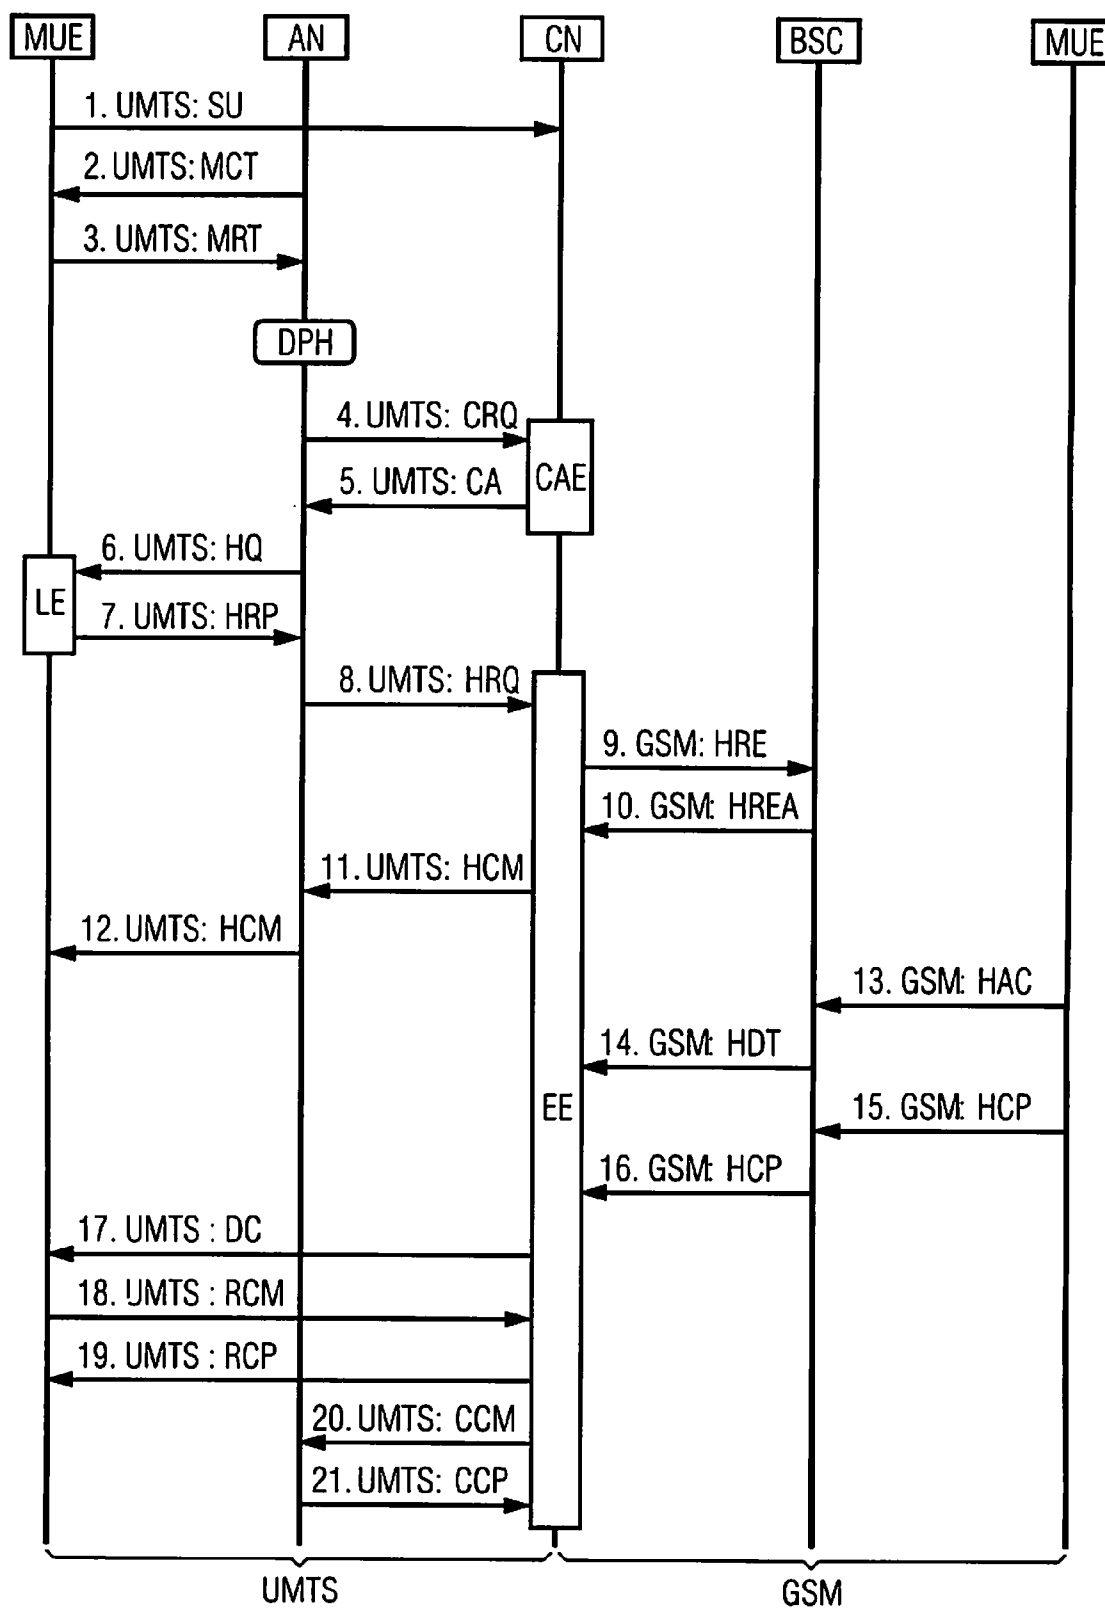 MUE AN CN BSC MUE
1. UMTS: SU
2. UMTS: MCT
3. UMTS: MRT
DPH
4. UMTS: CRQ
5. UMTS: CA
CAE
6. UMTS: HQ
LE
7. UMTS: HRP
8. UMTS: HRQ
9. GSM: HRE
10. GSM: HREA
11. UMTS: HCM
12. UMTS: HCM
13. GSM: HAC
14. GSM: HDT
EE
15. GSM: HCP
16. GSM: HCP
17. UMTS : DC
18. UMTS : RCM
19. UMTS : RCP
20. UMTS: CCM
21. UMTS: CCP
UMTS GSM